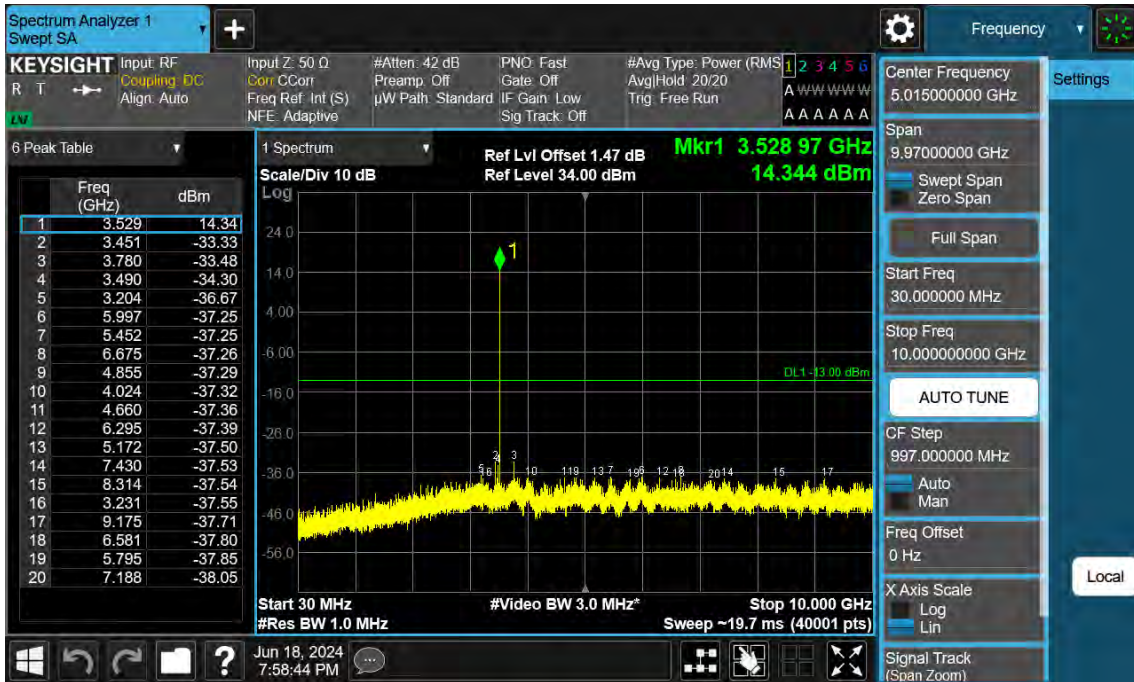 Spectrum Analyzer 1
Swept SA
+
Frequency
KEYSIGHT
R T
LNI
Input: RF
Coupling: DC
Align: Auto
Input Z: 50 Ω
Corr CCorr
Freq Ref: Int (S)
NFE: Adaptive
#Atten: 42 dB
Preamp: Off
µW Path: Standard
PNO: Fast
Gate: Off
IF Gain: Low
Sig Track: Off
#Avg Type: Power (RMS
Avg|Hold: 20/20
Trig: Free Run
1 2 3 4 5 6
A W W W W W
A A A A A A
6 Peak Table
Freq
(GHz) dBm
1 3.529 14.34
2 3.451 -33.33
3 3.780 -33.48
4 3.490 -34.30
5 3.204 -36.67
6 5.997 -37.25
7 5.452 -37.25
8 6.675 -37.26
9 4.855 -37.29
10 4.024 -37.32
11 4.660 -37.36
12 6.295 -37.39
13 5.172 -37.50
14 7.430 -37.53
15 8.314 -37.54
16 3.231 -37.55
17 9.175 -37.71
18 6.581 -37.80
19 5.795 -37.85
20 7.188 -38.05
1 Spectrum
Scale/Div 10 dB
Log
Ref Lvl Offset 1.47 dB
Ref Level 34.00 dBm
Mkr1 3.528 97 GHz
14.344 dBm
24.0
14.0
4.00
-6.00
-16.0
-26.0
-36.0
-46.0
-56.0
1
DL1 -13.00 dBm
2 3
10 13 7 12 2014 15 17
Start 30 MHz
#Res BW 1.0 MHz
#Video BW 3.0 MHz*
Stop 10.000 GHz
Sweep ~19.7 ms (40001 pts)
Settings
Center Frequency
5.015000000 GHz
Span
9.97000000 GHz
Swept Span
Zero Span
Full Span
Start Freq
30.000000 MHz
Stop Freq
10.000000000 GHz
AUTO TUNE
CF Step
997.000000 MHz
Auto
Man
Freq Offset
0 Hz
X Axis Scale
Log
Lin
Signal Track
(Span Zoom)
Local
?
Jun 18, 2024
7:58:44 PM